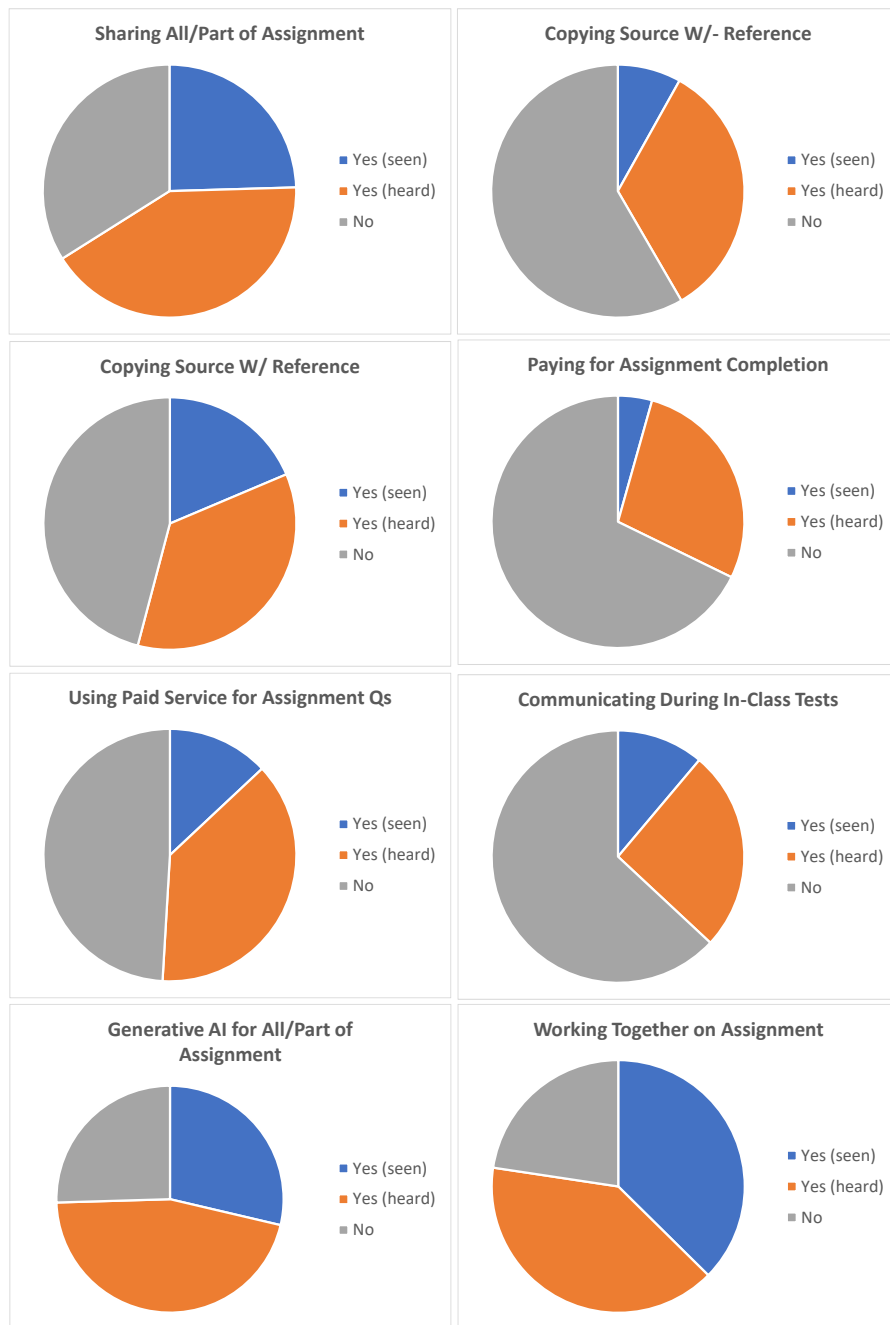 Sharing All/Part of Assignment
Yes (seen)
Yes (heard)
No
Copying Source W/- Reference
Yes (seen)
Yes (heard)
No
Copying Source W/ Reference
Yes (seen)
Yes (heard)
No
Paying for Assignment Completion
Yes (seen)
Yes (heard)
No
Using Paid Service for Assignment Qs
Yes (seen)
Yes (heard)
No
Communicating During In-Class Tests
Yes (seen)
Yes (heard)
No
Generative AI for All/Part of
Assignment
Yes (seen)
Yes (heard)
No
Working Together on Assignment
Yes (seen)
Yes (heard)
No